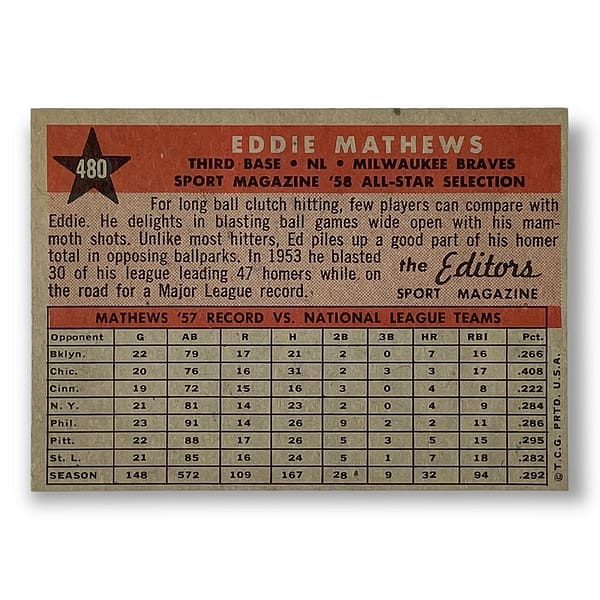 480
EDDIE MATHEWS
THIRD BASE • NL • MILWAUKEE BRAVES
SPORT MAGAZINE '58 ALL-STAR SELECTION
For long ball clutch hitting, few players can compare with
Eddie. He delights in blasting ball games wide open with his mam-
moth shots. Unlike most hitters, Ed piles up a good part of his homer
total in opposing ballparks. In 1953 he blasted
30 of his league leading 47 homers while on
the road for a Major League record.
the Editors
SPORT MAGAZINE
MATHEWS '57 RECORD VS. NATIONAL LEAGUE TEAMS
Opponent G AB R H 2B 3B HR RBI Pct.
Bklyn. 22 79 17 21 2 0 7 16 .266
Chic. 20 76 16 31 2 3 3 17 .408
Cinn. 19 72 15 16 4 3 4 8 .222
N. Y. 21 81 14 23 2 0 4 9 .284
Phil. 23 91 14 26 9 0 2 11 .286
Pitt. 22 88 17 26 5 3 5 15 .295
St. L. 21 85 16 24 5 1 7 18 .282
SEASON 148 572 109 167 28 9 32 94 .292
© T.C.G. PRTD. U.S.A.